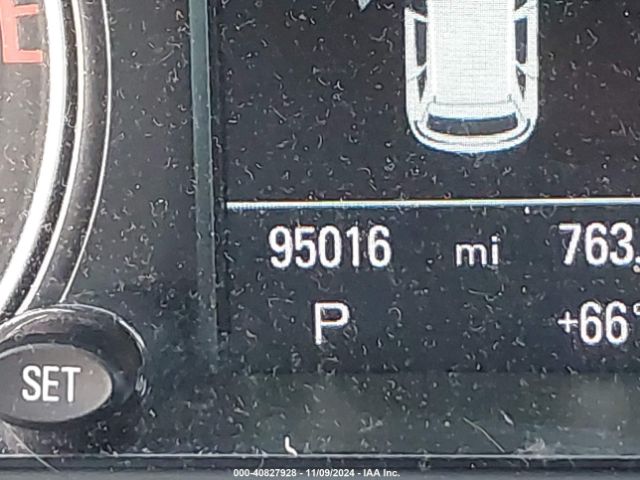 E
95016 mi 763.
P +66°
SET
000-40827928 - 11/09/2024 - IAA Inc.